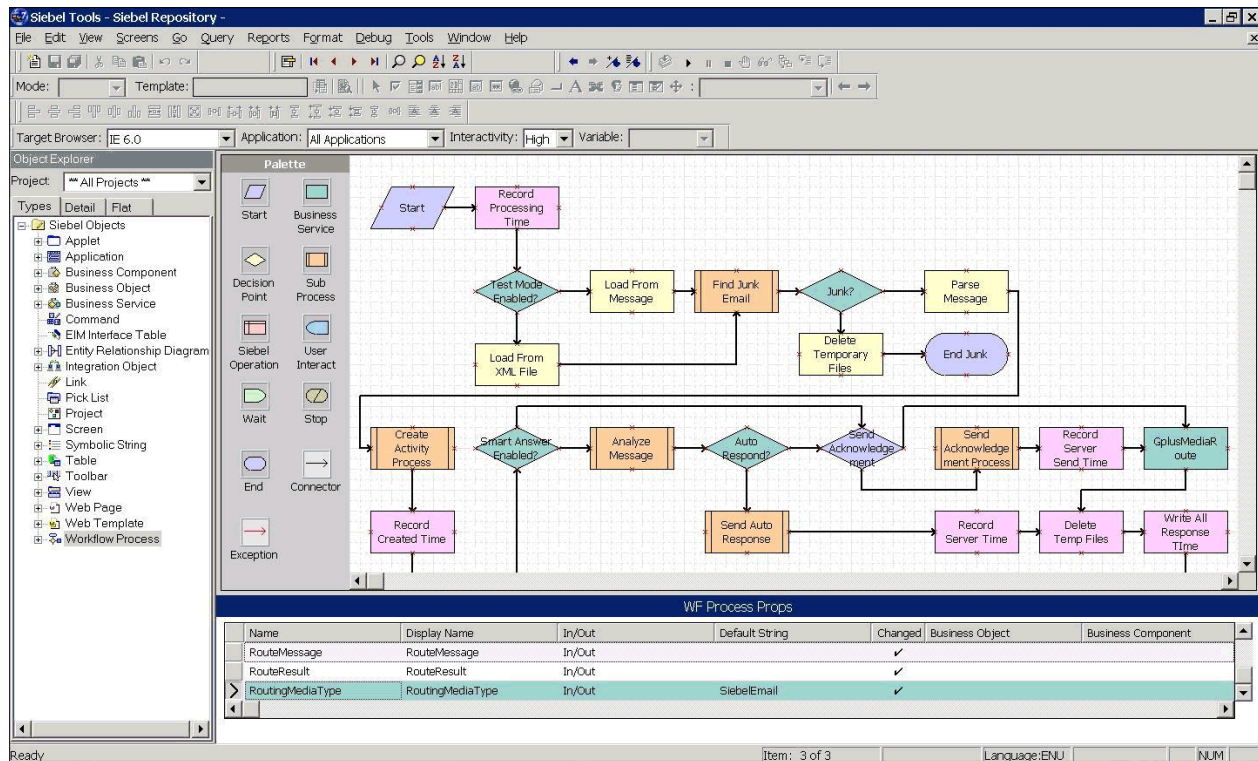 Siebel Tools - Siebel Repository -
File Edit View Screens Go Query Reports Format Debug Tools Window Help
Mode: Template:
Target Browser: IE 6.0 Application: All Applications Interactivity: High Variable:
Object Explorer
Project: ** All Projects **
Types Detail Flat
Siebel Objects
Applet
Application
Business Component
Business Object
Business Service
Command
EIM Interface Table
Entity Relationship Diagram
Integration Object
Link
Pick List
Project
Screen
Symbolic String
Table
Toolbar
View
Web Page
Web Template
Workflow Process
Palette
Start
Business
Service
Decision
Point
Sub
Process
Siebel
Operation
User
Interact
Wait
Stop
End
Connector
Exception
Start
Record
Processing
Time
Test Mode
Enabled?
Load From
Message
Find Junk
Email
Junk?
Parse
Message
Load From
XML File
Delete
Temporary
Files
End Junk
Create
Activity
Process
Smart Answer
Enabled?
Analyze
Message
Auto
Respond?
Send
Acknowledge
ment
Send
Acknowledge
ment Process
Record
Server
Send Time
GplusMediaR
oute
Record
Created Time
Send Auto
Response
Record
Server Time
Delete
Temp Files
Write All
Response
TIme
WF Process Props
Name Display Name In/Out Default String Changed Business Object Business Component
RouteMessage RouteMessage In/Out ✔
RouteResult RouteResult In/Out ✔
RoutingMediaType RoutingMediaType In/Out SiebelEmail ✔
Ready Item: 3 of 3 Language:ENU NUM